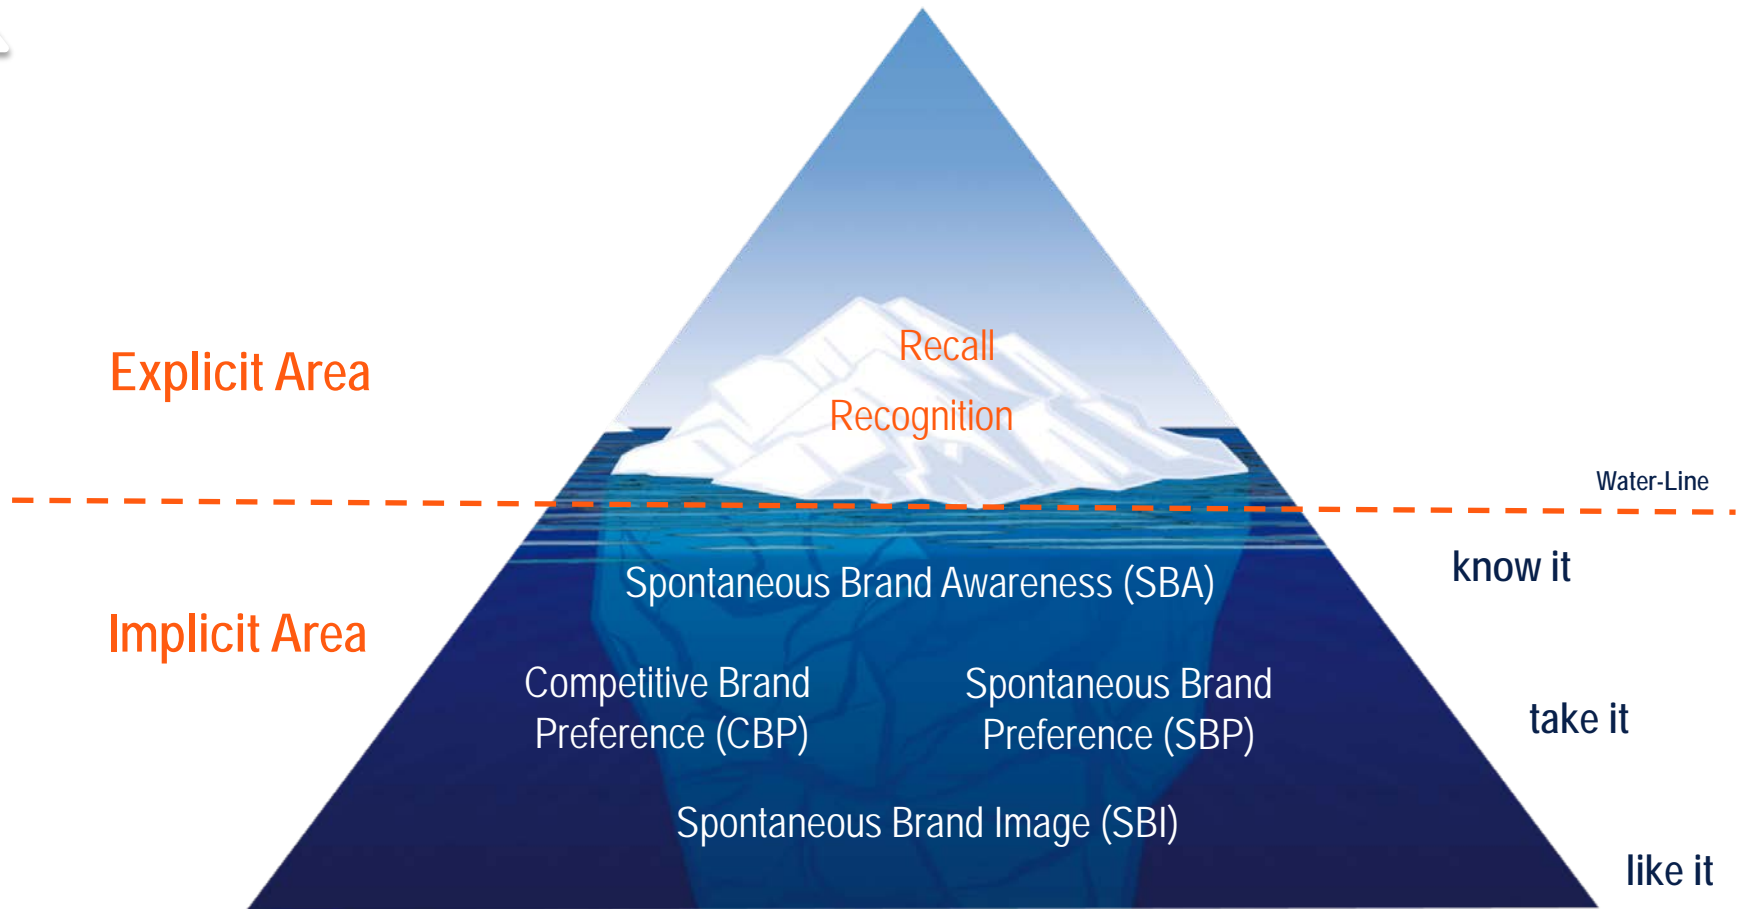 Recall
Explicit Area
Recognition
Water-Line
know it
Spontaneous Brand Awareness (SBA)
Implicit Area
Competitive Brand
Preference (CBP)
Spontaneous Brand
Preference (SBP)
take it
Spontaneous Brand Image (SBI)
like it